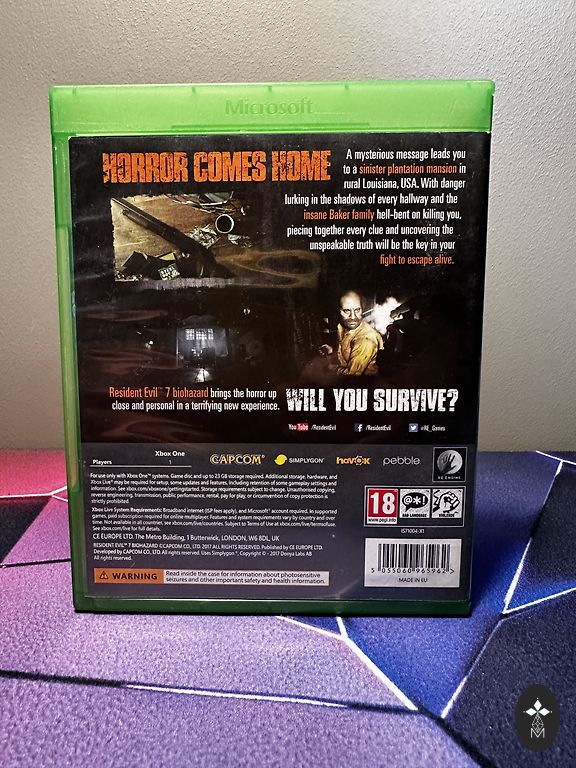 Microsoft
HORROR COMES HOME
A mysterious message leads you
to a sinister plantation mansion in
rural Louisiana, USA. With danger
lurking in the shadows of every hallway and the
insane Baker family hell-bent on killing you,
piecing together every clue and uncovering the
unspeakable truth will be the key in your
fight to escape alive.
Resident Evil™ 7 biohazard brings the horror up
close and personal in a terrifying new experience.
WILL YOU SURVIVE?
You Tube /ResidentEvil
f /ResidentEvil
@RE_Games
Players
Xbox One
CAPCOM
SIMPLYGON
havok
pebble
RE ENGINE
For use only with Xbox One™ systems. Game disc and up to 23 GB storage required. Additional storage, hardware, and
Xbox Live® may be required for setup, some updates and features, including retention of some gameplay settings and
information. See xbox.com/xboxone/gettingstarted. Storage requirements subject to change. Unauthorised copying,
reverse engineering, transmission, public performance, rental, pay for play, or circumvention of copy protection is
strictly prohibited.
Xbox Live System Requirements: Broadband internet (ISP fees apply), and Microsoft® account required. In supported
games, paid subscription required for online multiplayer. Features and system requirements vary by country and over
time. Not available in all countries, see xbox.com/live/countries. Subject to Terms of Use at xbox.com/live/termsofuse.
See xbox.com/live for full details.
CE EUROPE LTD. The Metro Building, 1 Butterwick, LONDON, W6 8DL, UK
RESIDENT EVIL™ 7 BIOHAZARD ©CAPCOM CO., LTD. 2017 ALL RIGHTS RESERVED. Published by CE EUROPE LTD.
Developed by CAPCOM CO., LTD. All rights reserved. Uses Simplygon®, Copyright © - 2017 Donya Labs AB
All rights reserved.
WARNING
Read inside the case for information about photosensitive
seizures and other important safety and health information.
18
www.pegi.info
@*!
BAD LANGUAGE
VIOLENCE
IS71004-X1
5 055060 965962 >
MADE IN EU
M